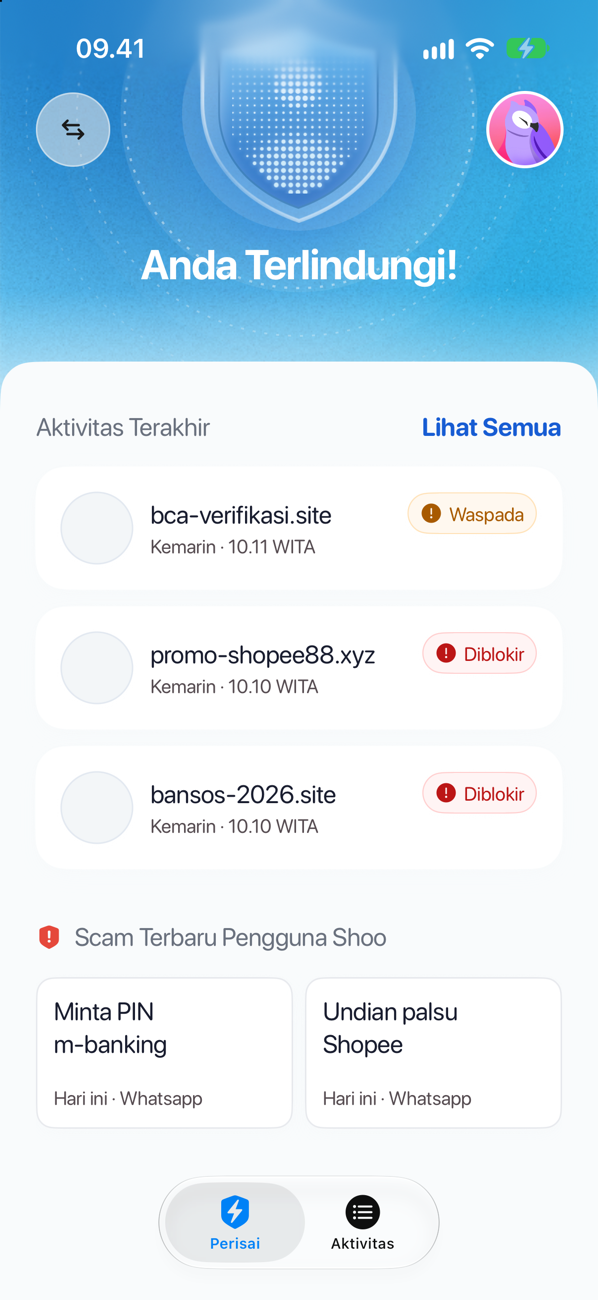 09.41
Anda Terlindungi!
Aktivitas Terakhir
Lihat Semua
bca-verifikasi.site
Waspada
Kemarin · 10.11 WITA
promo-shopee88.xyz
Diblokir
Kemarin · 10.10 WITA
bansos-2026.site
Diblokir
Kemarin · 10.10 WITA
Scam Terbaru Pengguna Shoo
Minta PIN
m-banking
Hari ini · Whatsapp
Undian palsu
Shopee
Hari ini · Whatsapp
Perisai
Aktivitas